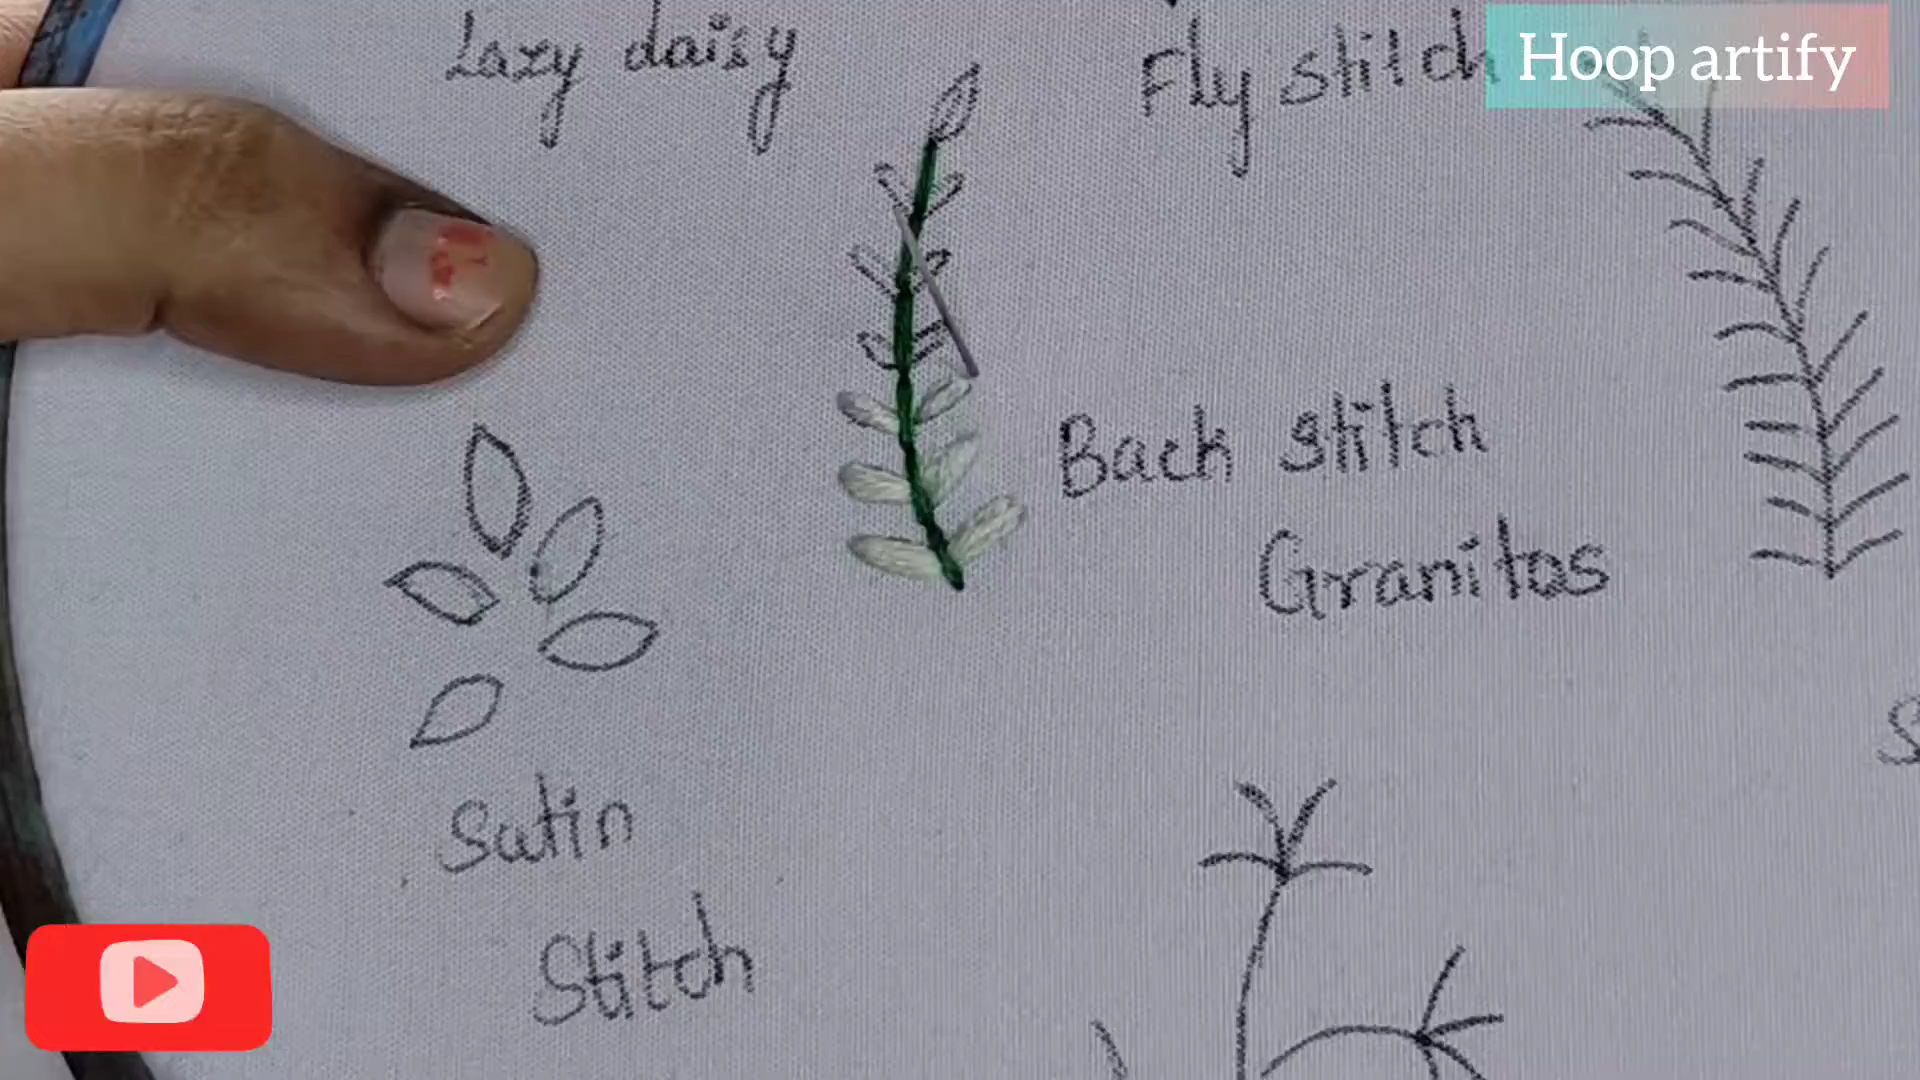 Lazy daisy
Fly stitch
Hoop artify
Back stitch
Granitos
Satin
Stitch